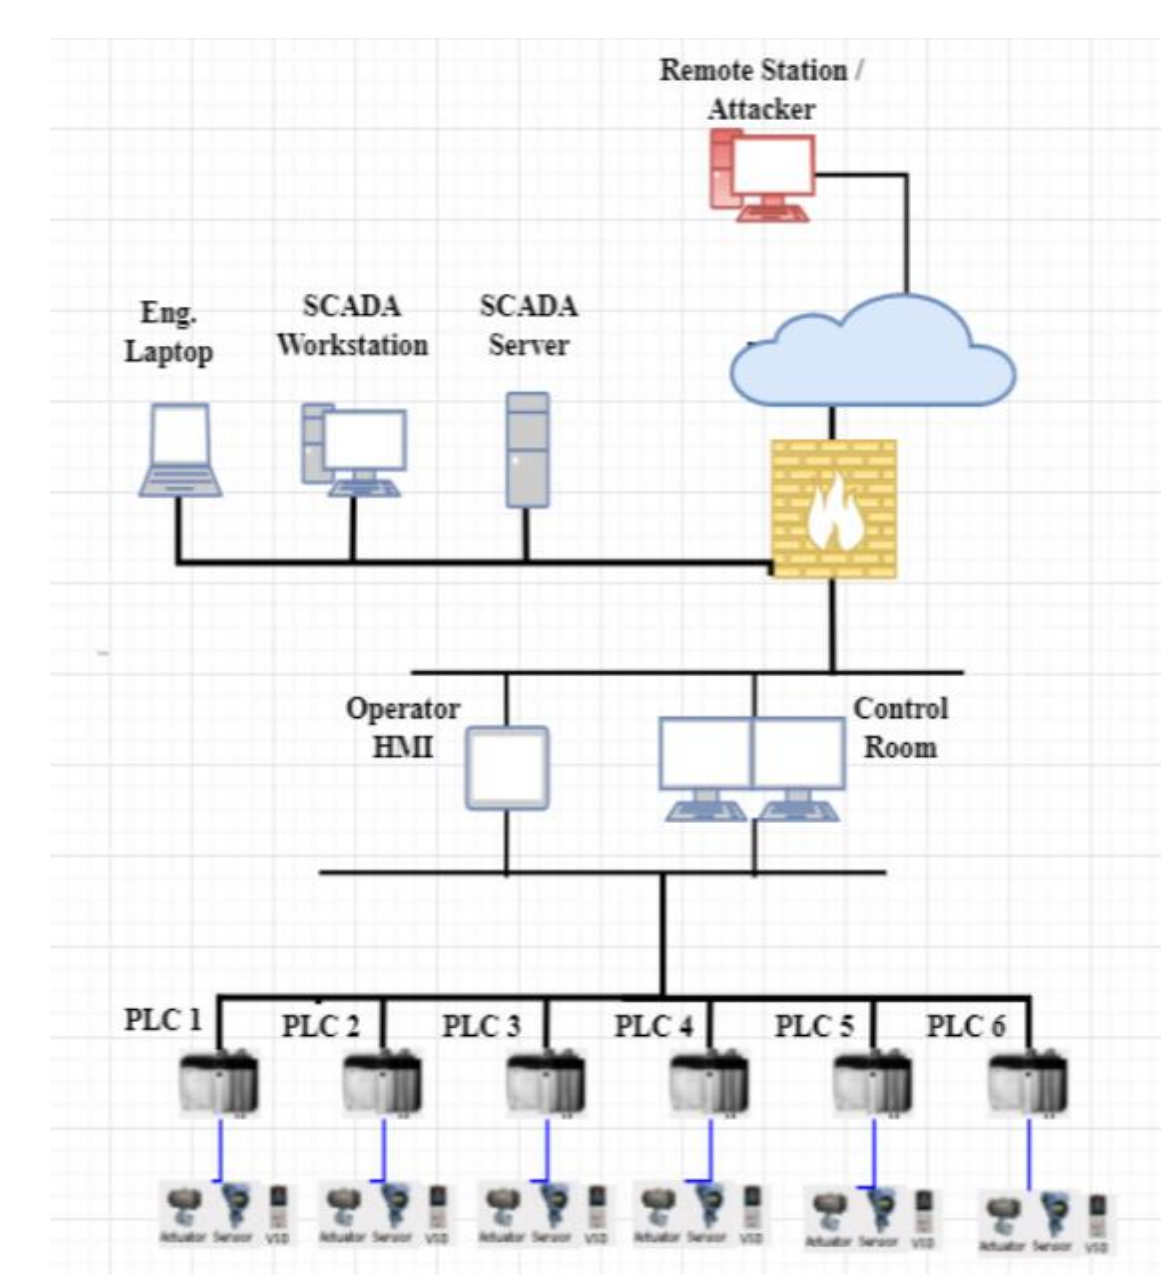 Remote Station /
Attacker
Eng.
Laptop
SCADA
Workstation
SCADA
Server
Operator
HMI
Control
Room
PLC 1
PLC 2
PLC 3
PLC 4
PLC 5
PLC 6
Actuator Sensor VSD
Actuator Sensor VSD
Actuator Sensor VSD
Actuator Sensor VSD
Actuator Sensor VSD
Actuator Sensor VSD